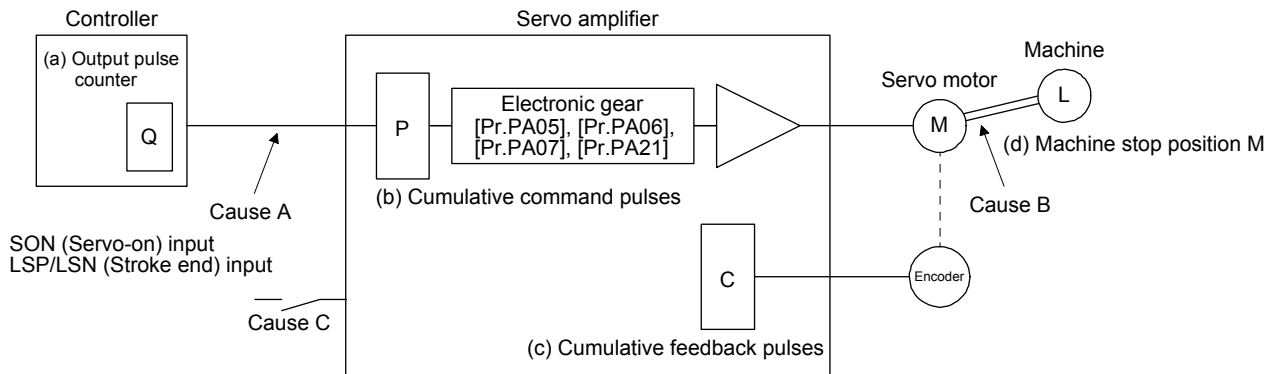 Controller
Servo amplifier
Machine
(a) Output pulse
counter
Servo motor
L
Q
P
Electronic gear
[Pr.PA05], [Pr.PA06],
[Pr.PA07], [Pr.PA21]
M
(d) Machine stop position M
(b) Cumulative command pulses
Cause A
Cause B
SON (Servo-on) input
LSP/LSN (Stroke end) input
C
Encoder
Cause C
(c) Cumulative feedback pulses